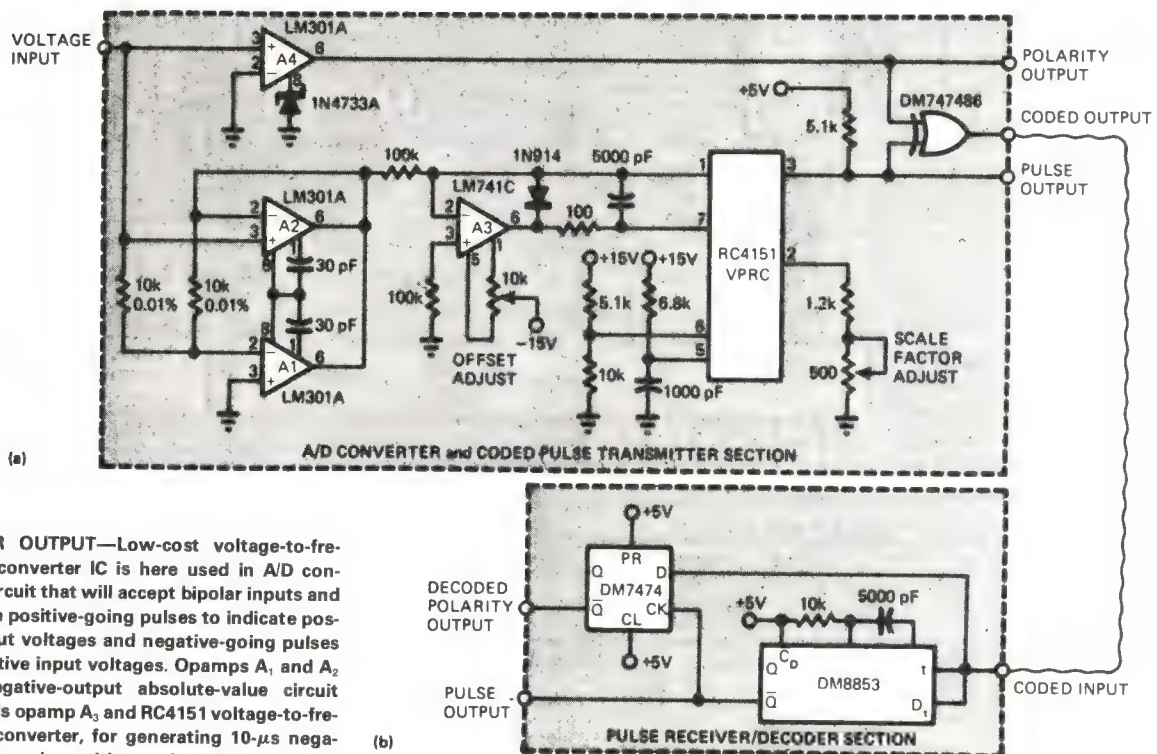 LM301A
VOLTAGE
INPUT
3
+
2
−
A4
6
8
1N4733A
+5V
5.1k
DM747486
POLARITY
OUTPUT
CODED OUTPUT
PULSE
OUTPUT
100k
1N914
5000 pF
LM301A
LM741C
2
−
3
+
A2
6
8
1
30 pF
2
−
3
+
A3
6
5
1
100
1
7
3
RC4151
VPRC
2
6
5
+15V
+15V
5.1k
6.8k
10k
1000 pF
10k
0.01%
10k
0.01%
30 pF
8
1
2
−
3
+
A1
6
LM301A
100k
10k
−15V
OFFSET
ADJUST
1.2k
500
SCALE
FACTOR
ADJUST
(a)
A/D CONVERTER and CODED PULSE TRANSMITTER SECTION
R OUTPUT—Low-cost voltage-to-fre-
converter IC is here used in A/D con-
rcuit that will accept bipolar inputs and
e positive-going pulses to indicate pos-
ut voltages and negative-going pulses
ative input voltages. Opamps A₁ and A₂
egative-output absolute-value circuit
s opamp A₃ and RC4151 voltage-to-fre-
converter, for generating 10-μs nega-
+5V
PR
Q
D
DM7474
Q̅
CK
CL
+5V
DECODED
POLARITY
OUTPUT
PULSE
OUTPUT
+5V
10k
5000 pF
Q
C_D
t
DM8853
Q̅
D_t
CODED INPUT
(b)
PULSE RECEIVER/DECODER SECTION